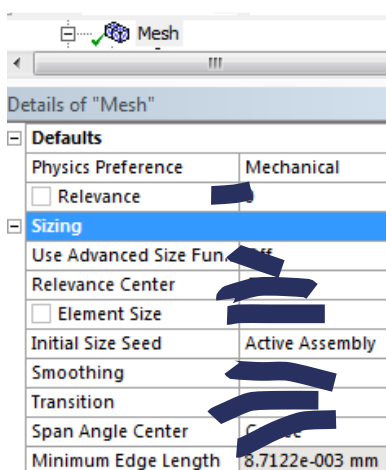 Mesh
Details of "Mesh"
Defaults
Physics Preference Mechanical
Relevance
Sizing
Use Advanced Size Fun.
Relevance Center
Element Size
Initial Size Seed Active Assembly
Smoothing
Transition
Span Angle Center
Minimum Edge Length 8.7122e-003 mm